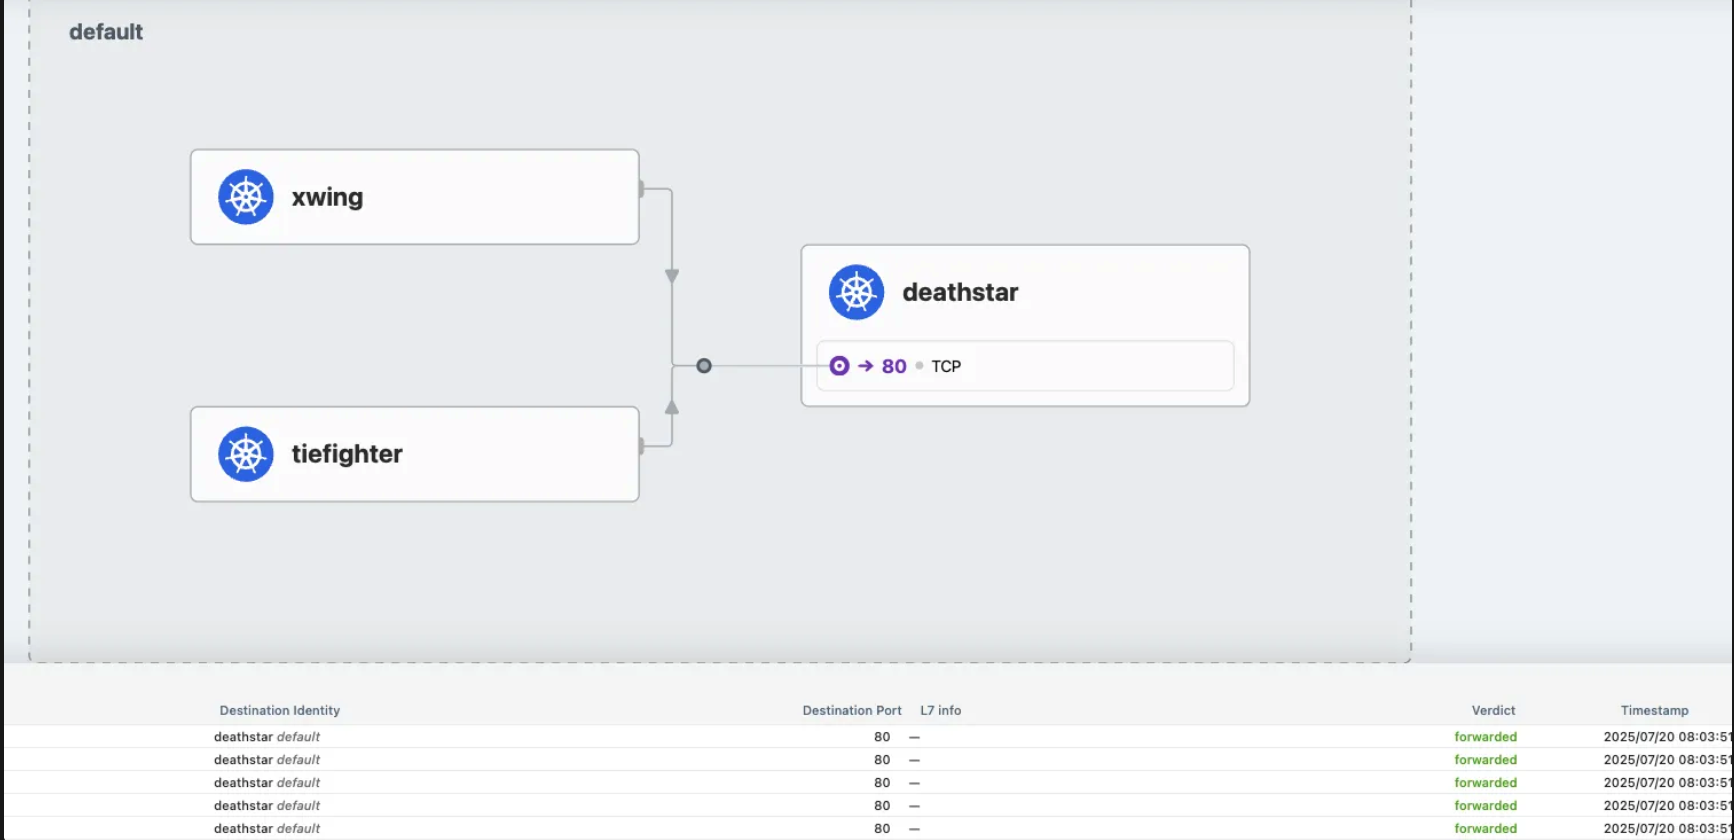 default
xwing
deathstar
80 TCP
tiefighter
Destination Identity Destination Port L7 info Verdict Timestamp
deathstar default 80 — forwarded 2025/07/20 08:03:51
deathstar default 80 — forwarded 2025/07/20 08:03:51
deathstar default 80 — forwarded 2025/07/20 08:03:51
deathstar default 80 — forwarded 2025/07/20 08:03:51
deathstar default 80 — forwarded 2025/07/20 08:03:51